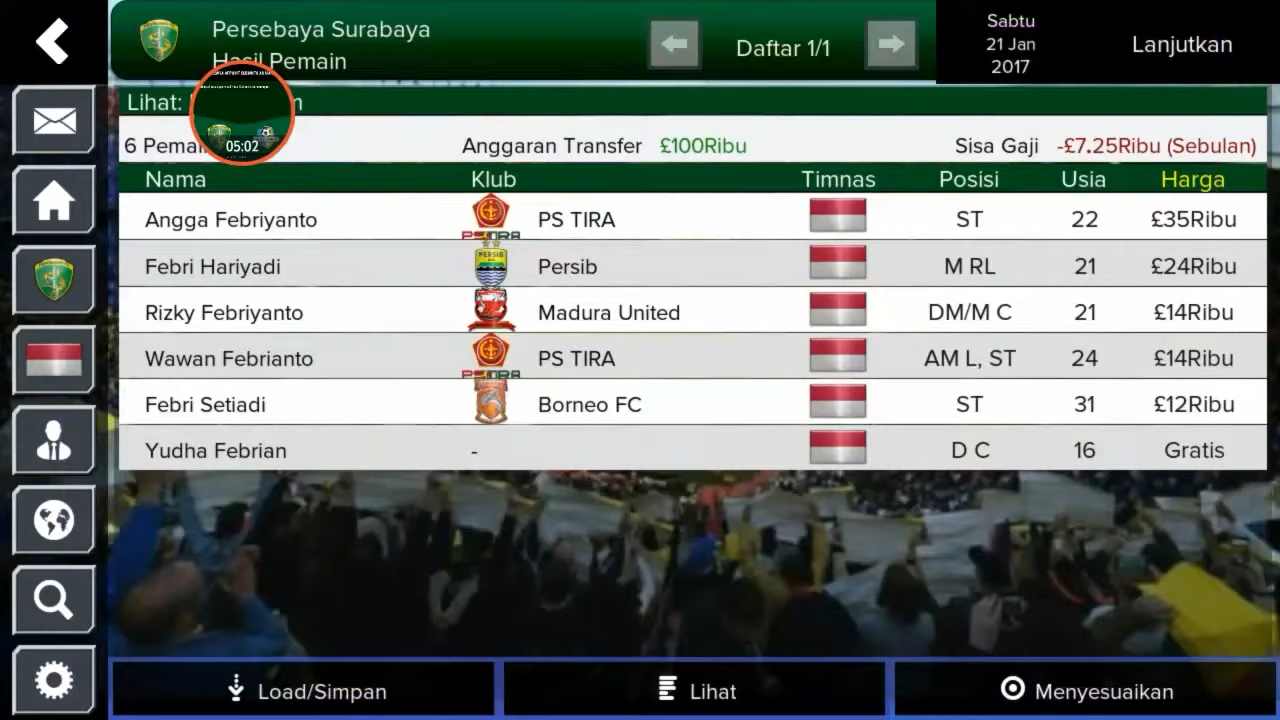 Persebaya Surabaya
Hasil Pemain
Daftar 1/1
Sabtu
21 Jan
2017
Lanjutkan
Lihat:
05:02
6 Anggaran Transfer £100Ribu Sisa Gaji -£7.25Ribu (Sebulan)
Nama Klub Timnas Posisi Usia Harga
Angga Febriyanto PS TIRA ST 22 £35Ribu
Febri Hariyadi PERSIB Persib M RL 21 £24Ribu
Rizky Febriyanto Madura United DM/M C 21 £14Ribu
Wawan Febrianto PS TIRA AM L, ST 24 £14Ribu
Febri Setiadi Borneo FC ST 31 £12Ribu
Yudha Febrian - D C 16 Gratis
Load/Simpan Lihat Menyesuaikan